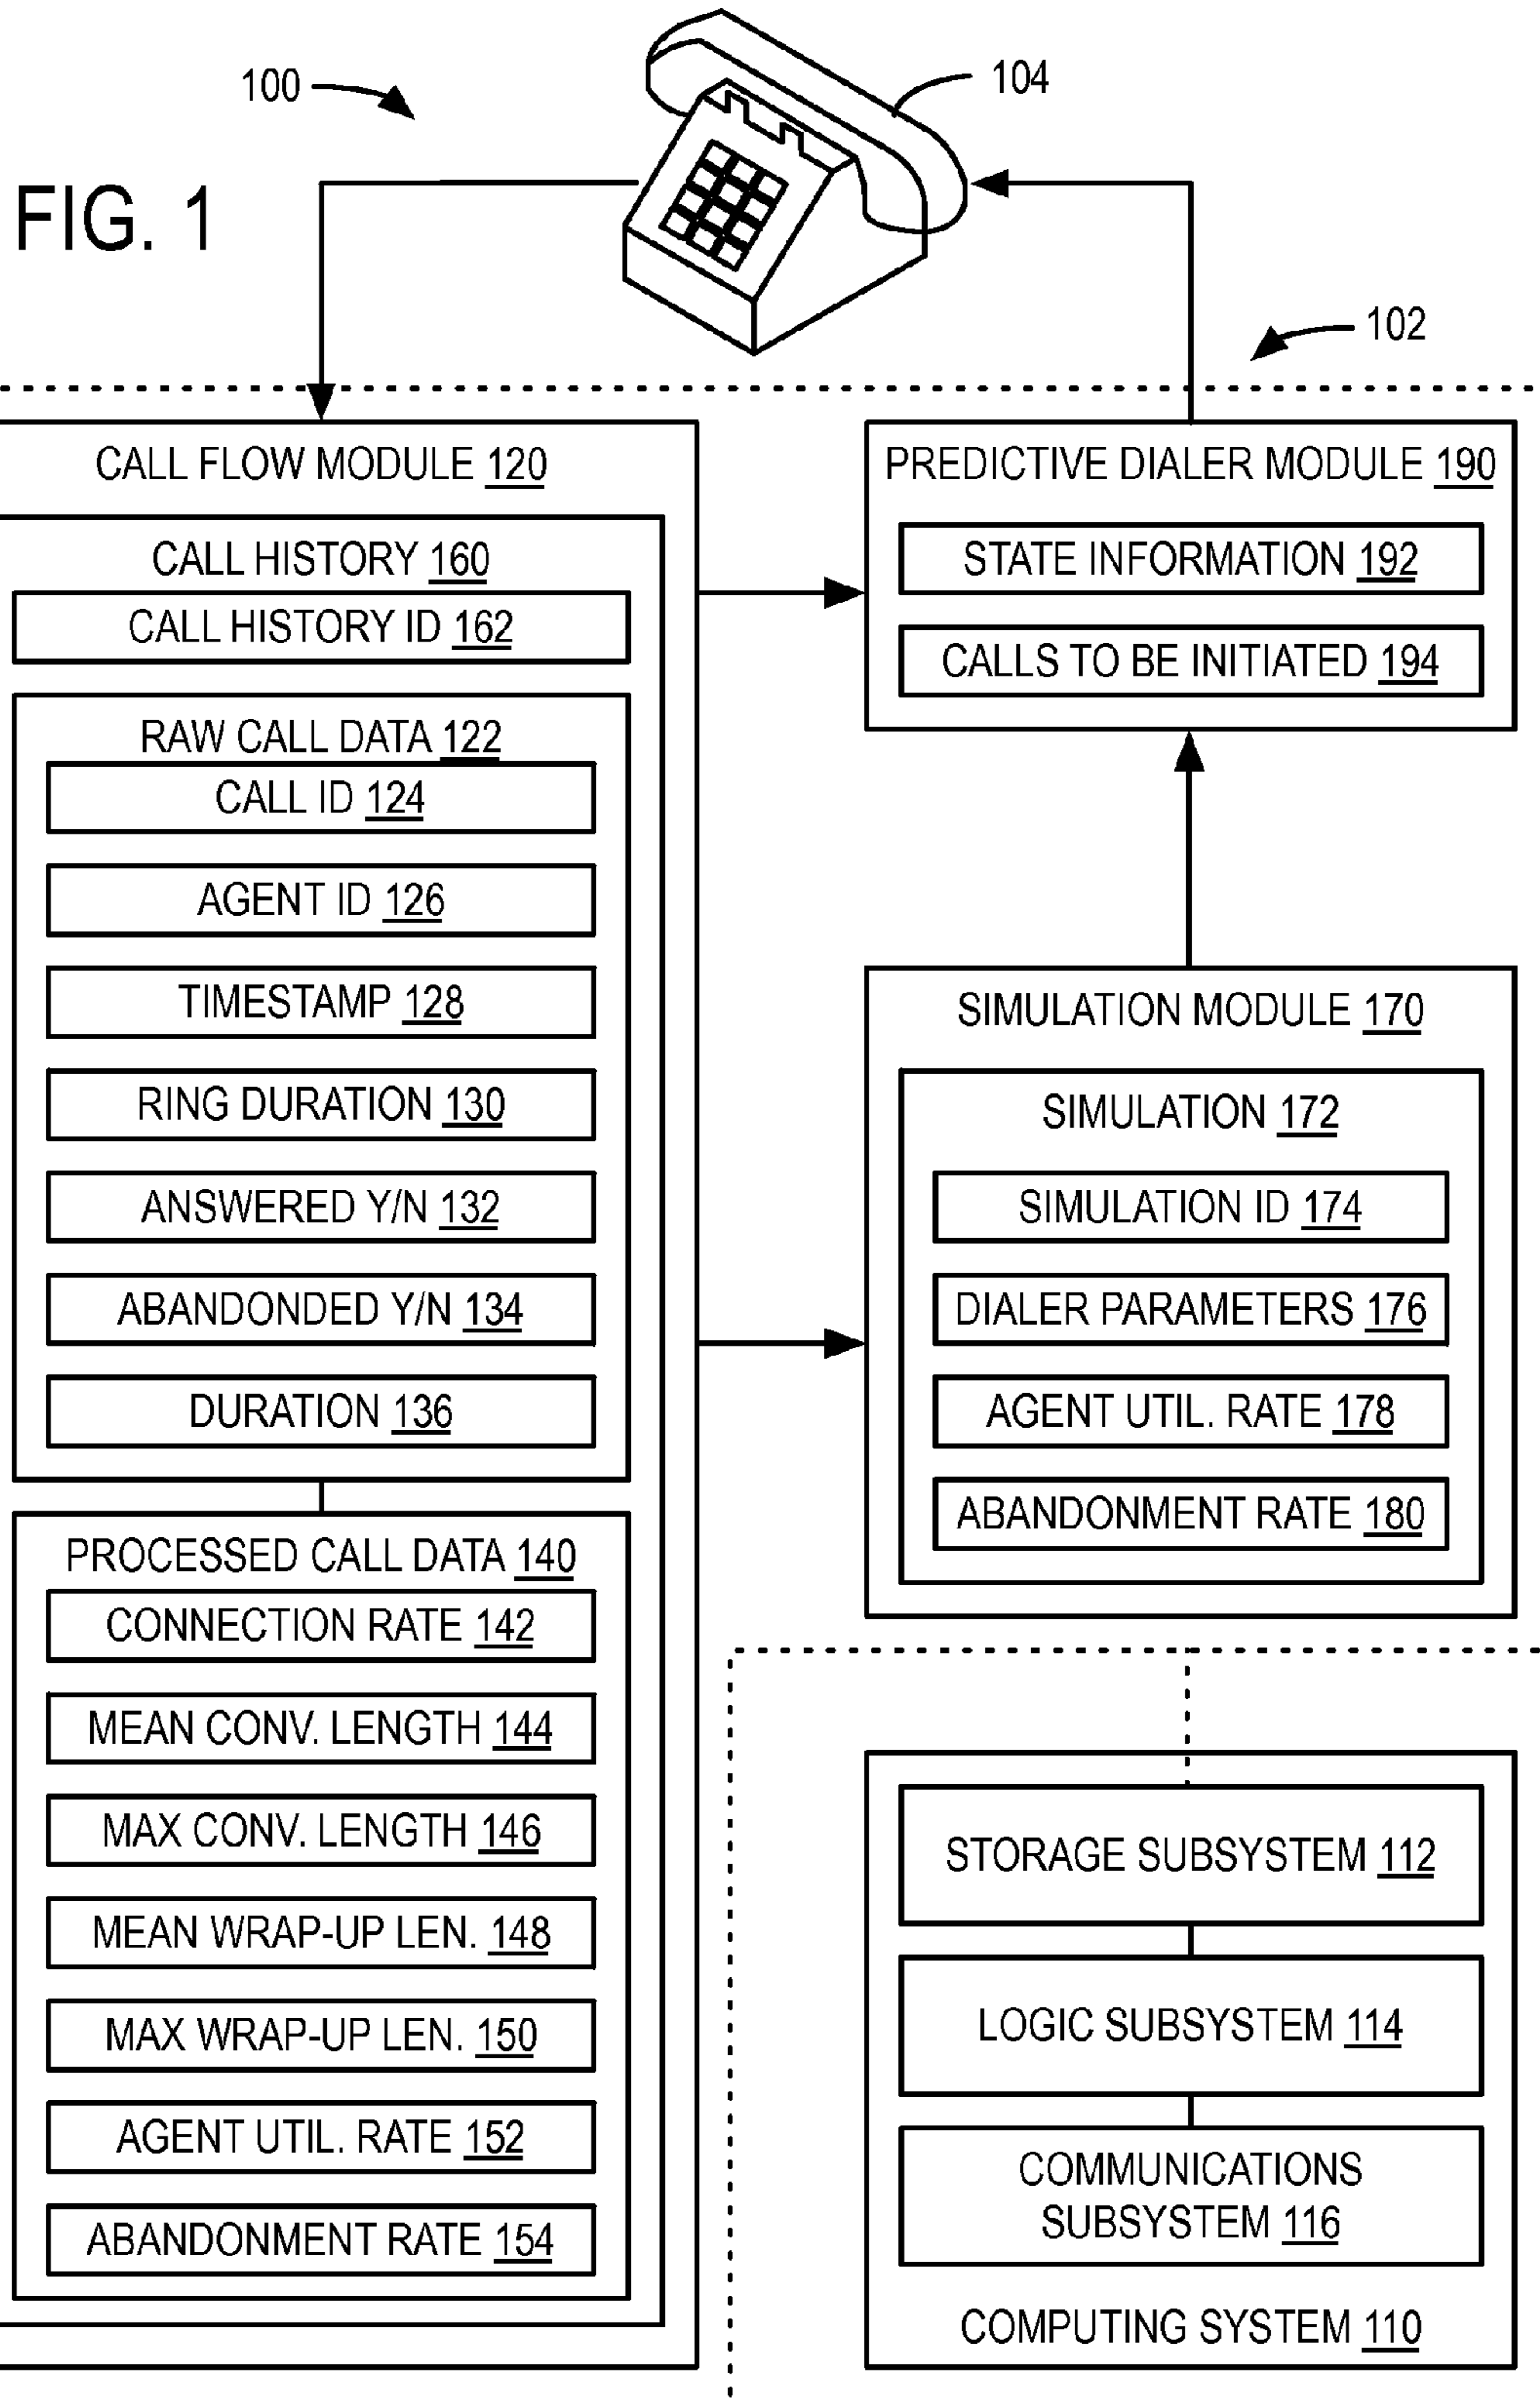 100
104
FIG. 1
102
CALL FLOW MODULE 120
CALL HISTORY 160
CALL HISTORY ID 162
RAW CALL DATA 122
CALL ID 124
AGENT ID 126
TIMESTAMP 128
RING DURATION 130
ANSWERED Y/N 132
ABANDONDED Y/N 134
DURATION 136
PROCESSED CALL DATA 140
CONNECTION RATE 142
MEAN CONV. LENGTH 144
MAX CONV. LENGTH 146
MEAN WRAP-UP LEN. 148
MAX WRAP-UP LEN. 150
AGENT UTIL. RATE 152
ABANDONMENT RATE 154
PREDICTIVE DIALER MODULE 190
STATE INFORMATION 192
CALLS TO BE INITIATED 194
SIMULATION MODULE 170
SIMULATION 172
SIMULATION ID 174
DIALER PARAMETERS 176
AGENT UTIL. RATE 178
ABANDONMENT RATE 180
STORAGE SUBSYSTEM 112
LOGIC SUBSYSTEM 114
COMMUNICATIONS
SUBSYSTEM 116
COMPUTING SYSTEM 110